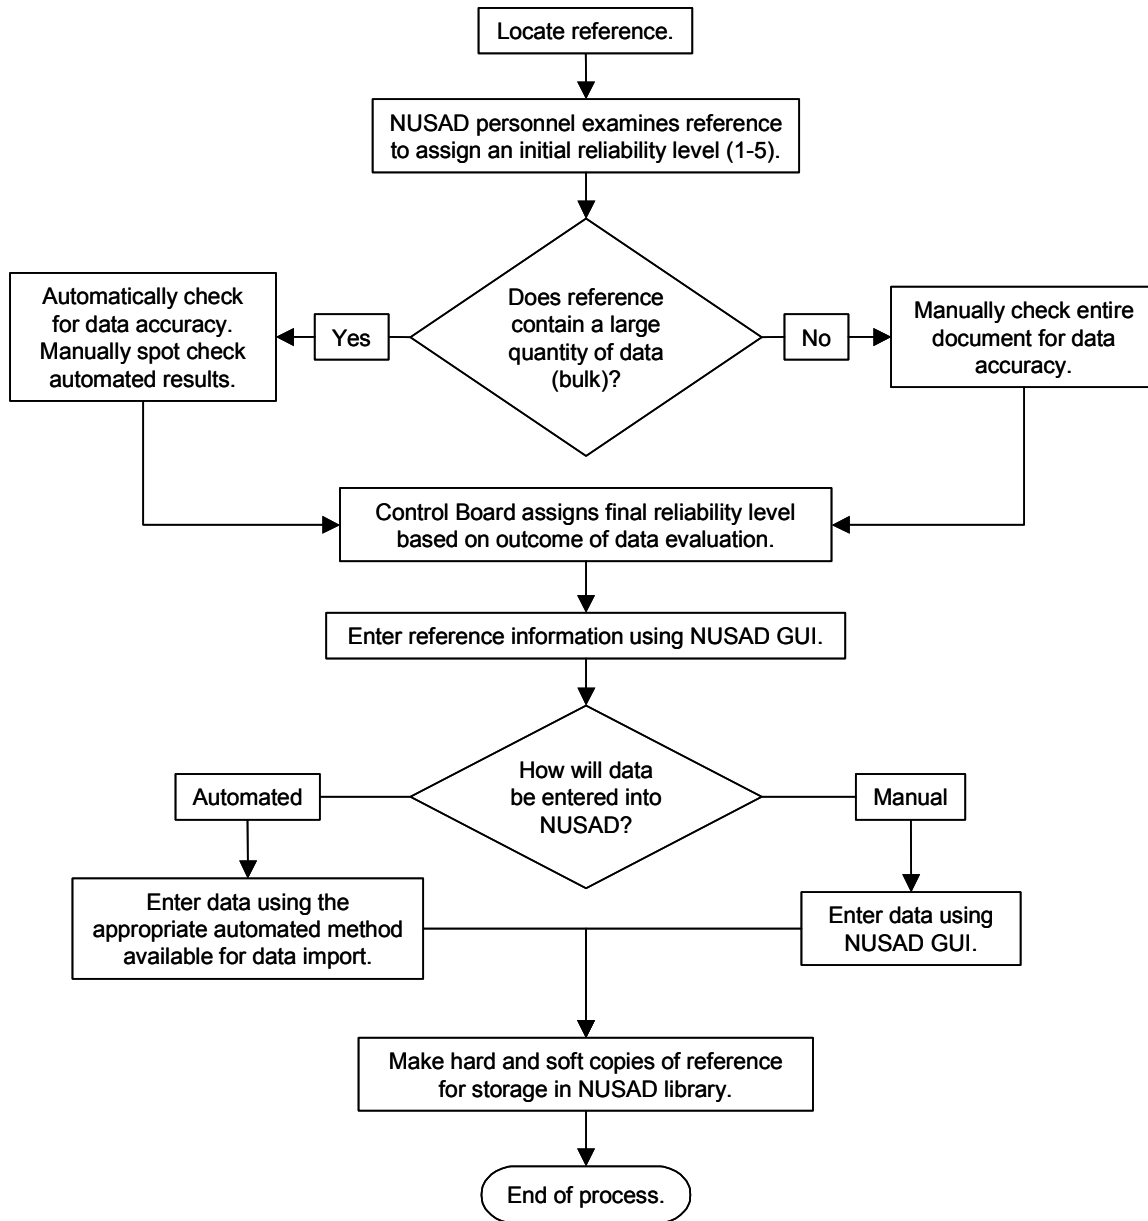 Locate reference.
NUSAD personnel examines reference
to assign an initial reliability level (1-5).
Does reference
contain a large
quantity of data
(bulk)?
Yes
No
Automatically check
for data accuracy.
Manually spot check
automated results.
Manually check entire
document for data
accuracy.
Control Board assigns final reliability level
based on outcome of data evaluation.
Enter reference information using NUSAD GUI.
How will data
be entered into
NUSAD?
Automated
Manual
Enter data using the
appropriate automated method
available for data import.
Enter data using
NUSAD GUI.
Make hard and soft copies of reference
for storage in NUSAD library.
End of process.